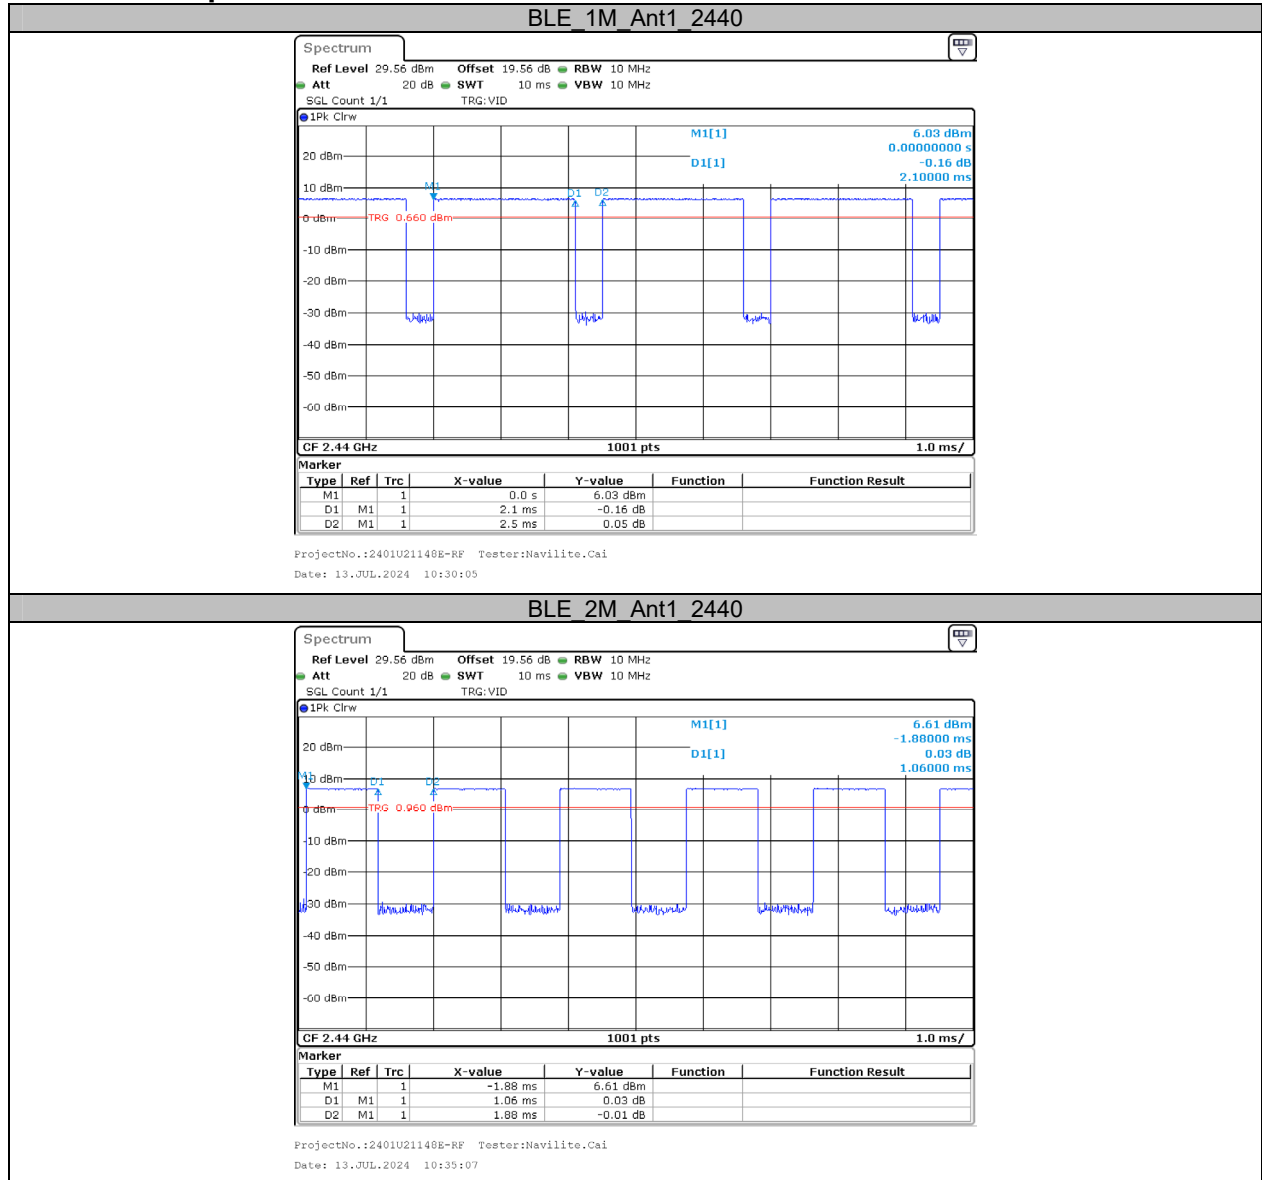 BLE_1M_Ant1_2440
Spectrum
Ref Level 29.56 dBm Offset 19.56 dB RBW 10 MHz
Att 20 dB SWT 10 ms VBW 10 MHz
SGL Count 1/1 TRG:VID
1Pk Clrw
M1[1] 6.03 dBm
0.00000000 s
D1[1] -0.16 dB
2.10000 ms
20 dBm
10 dBm
M1 D1 D2
0 dBm
TRG 0.660 dBm
-10 dBm
-20 dBm
-30 dBm
-40 dBm
-50 dBm
-60 dBm
CF 2.44 GHz 1001 pts 1.0 ms/
Marker
Type Ref Trc X-value Y-value Function Function Result
M1 1 0.0 s 6.03 dBm
D1 M1 1 2.1 ms -0.16 dB
D2 M1 1 2.5 ms 0.05 dB
ProjectNo.:2401U21148E-RF Tester:Navilite.Cai
Date: 13.JUL.2024 10:30:05
BLE_2M_Ant1_2440
Spectrum
Ref Level 29.56 dBm Offset 19.56 dB RBW 10 MHz
Att 20 dB SWT 10 ms VBW 10 MHz
SGL Count 1/1 TRG:VID
1Pk Clrw
M1[1] 6.61 dBm
-1.88000 ms
D1[1] 0.03 dB
1.06000 ms
20 dBm
M1 10 dBm D1 D2
0 dBm
TRG 0.960 dBm
-10 dBm
-20 dBm
-30 dBm
-40 dBm
-50 dBm
-60 dBm
CF 2.44 GHz 1001 pts 1.0 ms/
Marker
Type Ref Trc X-value Y-value Function Function Result
M1 1 -1.88 ms 6.61 dBm
D1 M1 1 1.06 ms 0.03 dB
D2 M1 1 1.88 ms -0.01 dB
ProjectNo.:2401U21148E-RF Tester:Navilite.Cai
Date: 13.JUL.2024 10:35:07